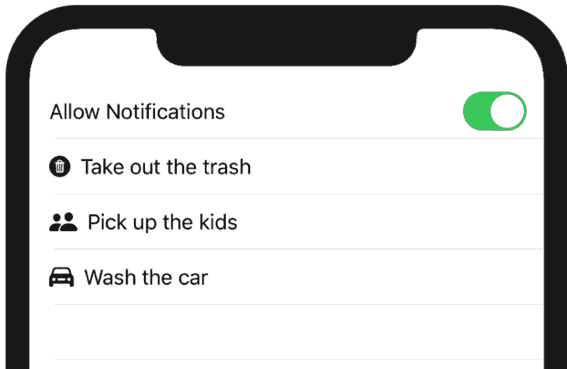 Allow Notifications
Take out the trash
Pick up the kids
Wash the car